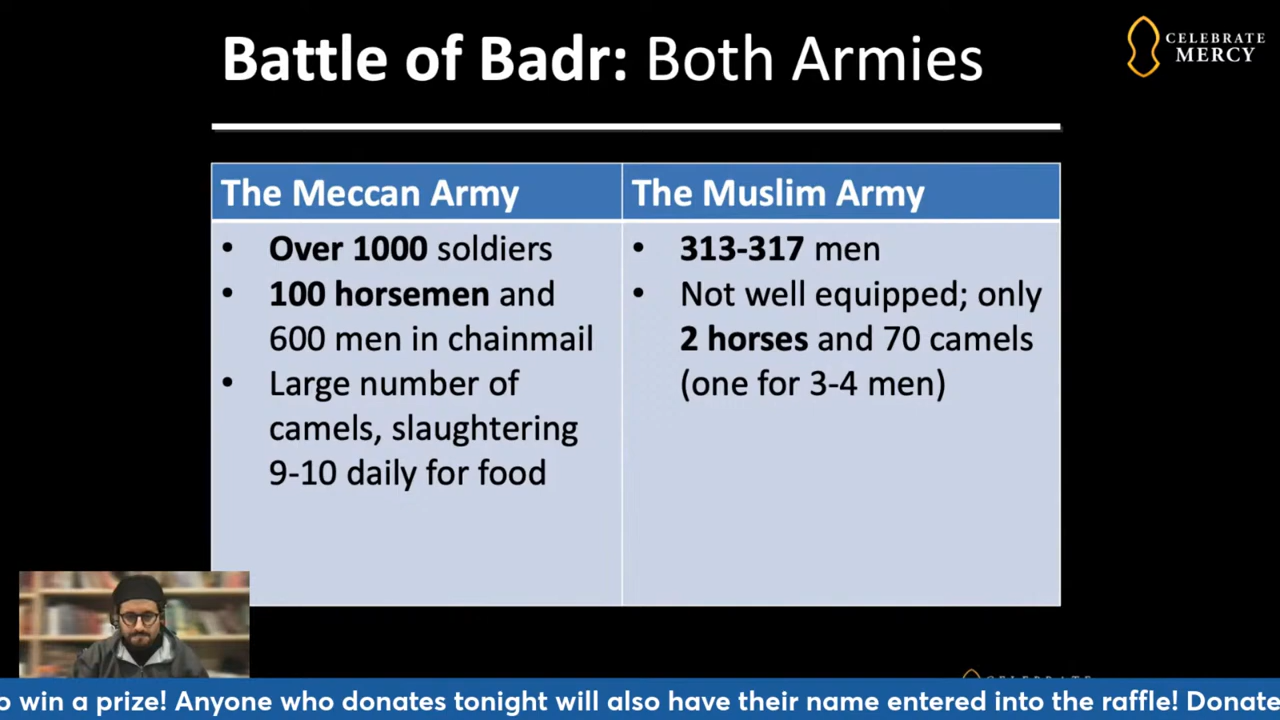 Battle of Badr: Both Armies
CELEBRATE
MERCY
The Meccan Army
• Over 1000 soldiers
• 100 horsemen and
600 men in chainmail
• Large number of
camels, slaughtering
9-10 daily for food
The Muslim Army
• 313-317 men
• Not well equipped; only
2 horses and 70 camels
(one for 3-4 men)
CELEBRATE
o win a prize! Anyone who donates tonight will also have their name entered into the raffle! Donate